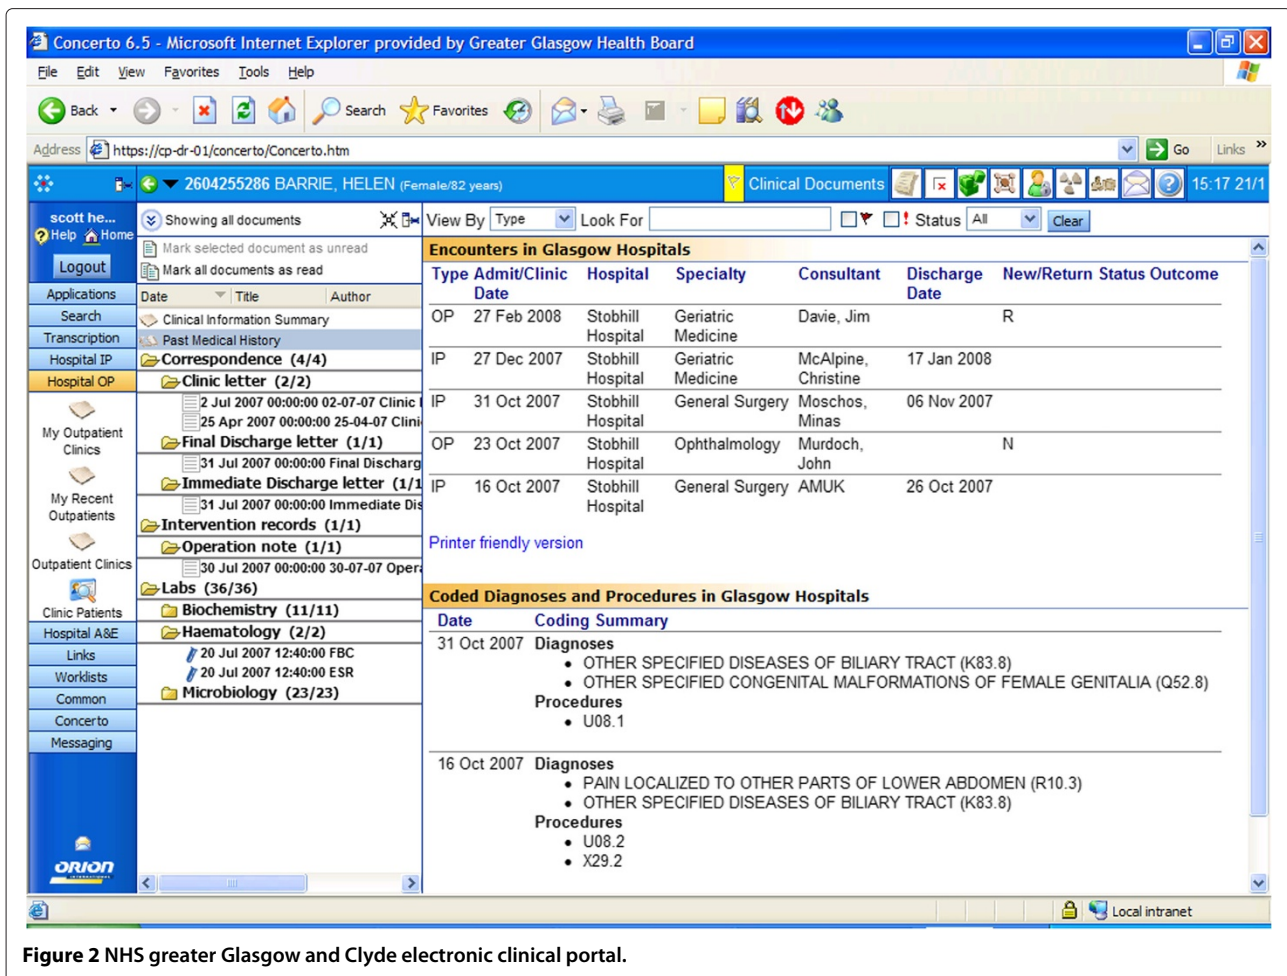 Concerto 6.5 - Microsoft Internet Explorer provided by Greater Glasgow Health Board
File Edit View Favorites Tools Help
Back Search Favorites
Address https://cp-dr-01/concerto/Concerto.htm Go Links »
2604255286 BARRIE, HELEN (Female/82 years) Clinical Documents 15:17 21/1
scott he...
Help Home
Logout
Applications
Search
Transcription
Hospital IP
Hospital OP
My Outpatient
Clinics
My Recent
Outpatients
Outpatient Clinics
Clinic Patients
Hospital A&E
Links
Worklists
Common
Concerto
Messaging
ORION
INTERNATIONAL
Showing all documents
Mark selected document as unread
Mark all documents as read
Date Title Author
Clinical Information Summary
Past Medical History
Correspondence (4/4)
Clinic letter (2/2)
2 Jul 2007 00:00:00 02-07-07 Clinic
25 Apr 2007 00:00:00 25-04-07 Clini
Final Discharge letter (1/1)
31 Jul 2007 00:00:00 Final Discharg
Immediate Discharge letter (1/1
31 Jul 2007 00:00:00 Immediate Dis
Intervention records (1/1)
Operation note (1/1)
30 Jul 2007 00:00:00 30-07-07 Oper
Labs (36/36)
Biochemistry (11/11)
Haematology (2/2)
20 Jul 2007 12:40:00 FBC
20 Jul 2007 12:40:00 ESR
Microbiology (23/23)
View By Type Look For ! Status All Clear
Encounters in Glasgow Hospitals
Type Admit/Clinic Hospital Specialty Consultant Discharge New/Return Status Outcome
Date Date
OP 27 Feb 2008 Stobhill Geriatric Davie, Jim R
Hospital Medicine
IP 27 Dec 2007 Stobhill Geriatric McAlpine, 17 Jan 2008
Hospital Medicine Christine
IP 31 Oct 2007 Stobhill General Surgery Moschos, 06 Nov 2007
Hospital Minas
OP 23 Oct 2007 Stobhill Ophthalmology Murdoch, N
Hospital John
IP 16 Oct 2007 Stobhill General Surgery AMUK 26 Oct 2007
Hospital
Printer friendly version
Coded Diagnoses and Procedures in Glasgow Hospitals
Date Coding Summary
31 Oct 2007 Diagnoses
• OTHER SPECIFIED DISEASES OF BILIARY TRACT (K83.8)
• OTHER SPECIFIED CONGENITAL MALFORMATIONS OF FEMALE GENITALIA (Q52.8)
Procedures
• U08.1
16 Oct 2007 Diagnoses
• PAIN LOCALIZED TO OTHER PARTS OF LOWER ABDOMEN (R10.3)
• OTHER SPECIFIED DISEASES OF BILIARY TRACT (K83.8)
Procedures
• U08.2
• X29.2
Local intranet
Figure 2 NHS greater Glasgow and Clyde electronic clinical portal.